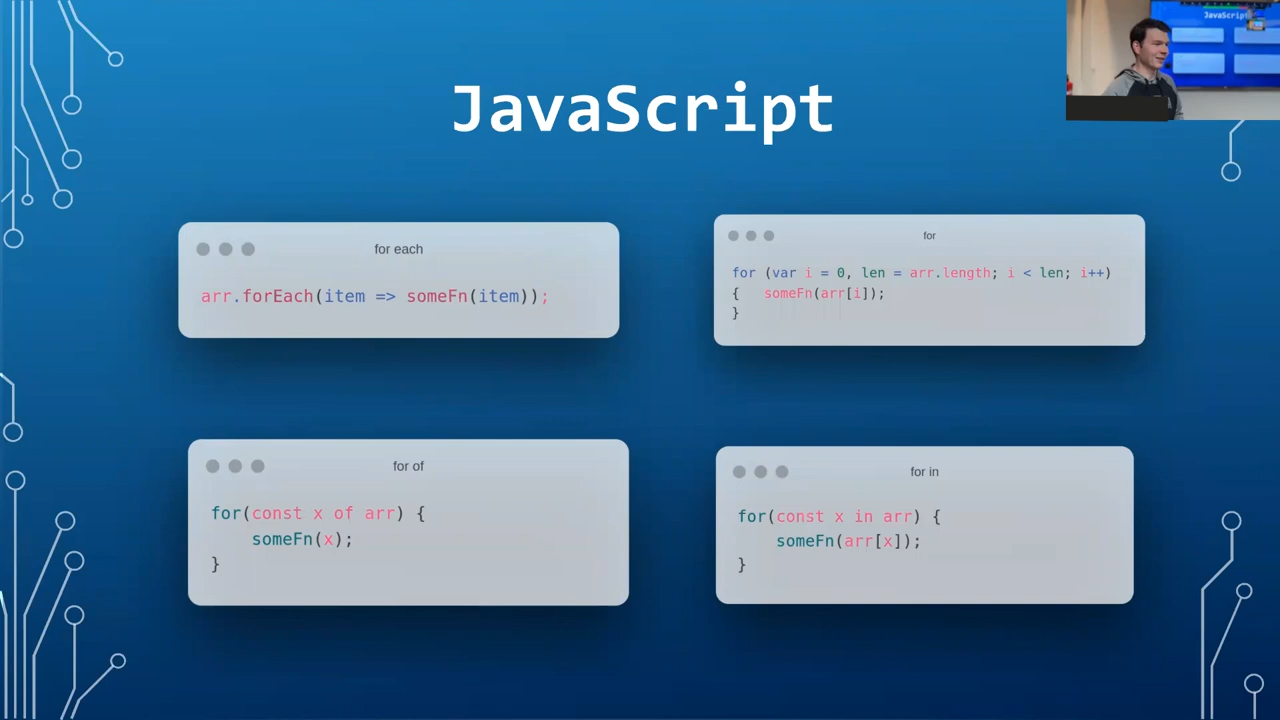 JavaScript
JavaScript
for each
arr.forEach(item => someFn(item));
for
for (var i = 0, len = arr.length; i < len; i++)
{   someFn(arr[i]);
}
for of
for(const x of arr) {
    someFn(x);
}
for in
for(const x in arr) {
    someFn(arr[x]);
}